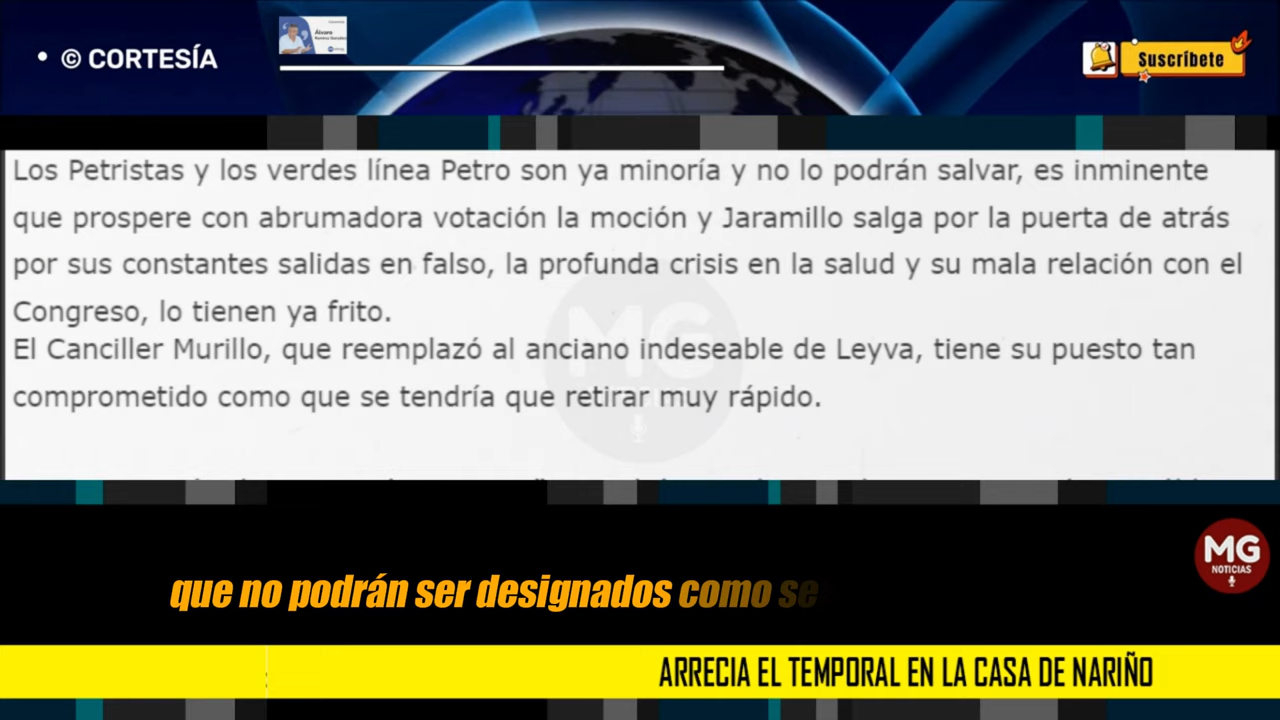 • © CORTESÍA
Álvaro
Suscríbete
Los Petristas y los verdes línea Petro son ya minoría y no lo podrán salvar, es inminente
que prospere con abrumadora votación la moción y Jaramillo salga por la puerta de atrás
por sus constantes salidas en falso, la profunda crisis en la salud y su mala relación con el
Congreso, lo tienen ya frito.
El Canciller Murillo, que reemplazó al anciano indeseable de Leyva, tiene su puesto tan
comprometido como que se tendría que retirar muy rápido.
MG
MG
NOTICIAS
que no podrán ser designados como se
ARRECIA EL TEMPORAL EN LA CASA DE NARIÑO